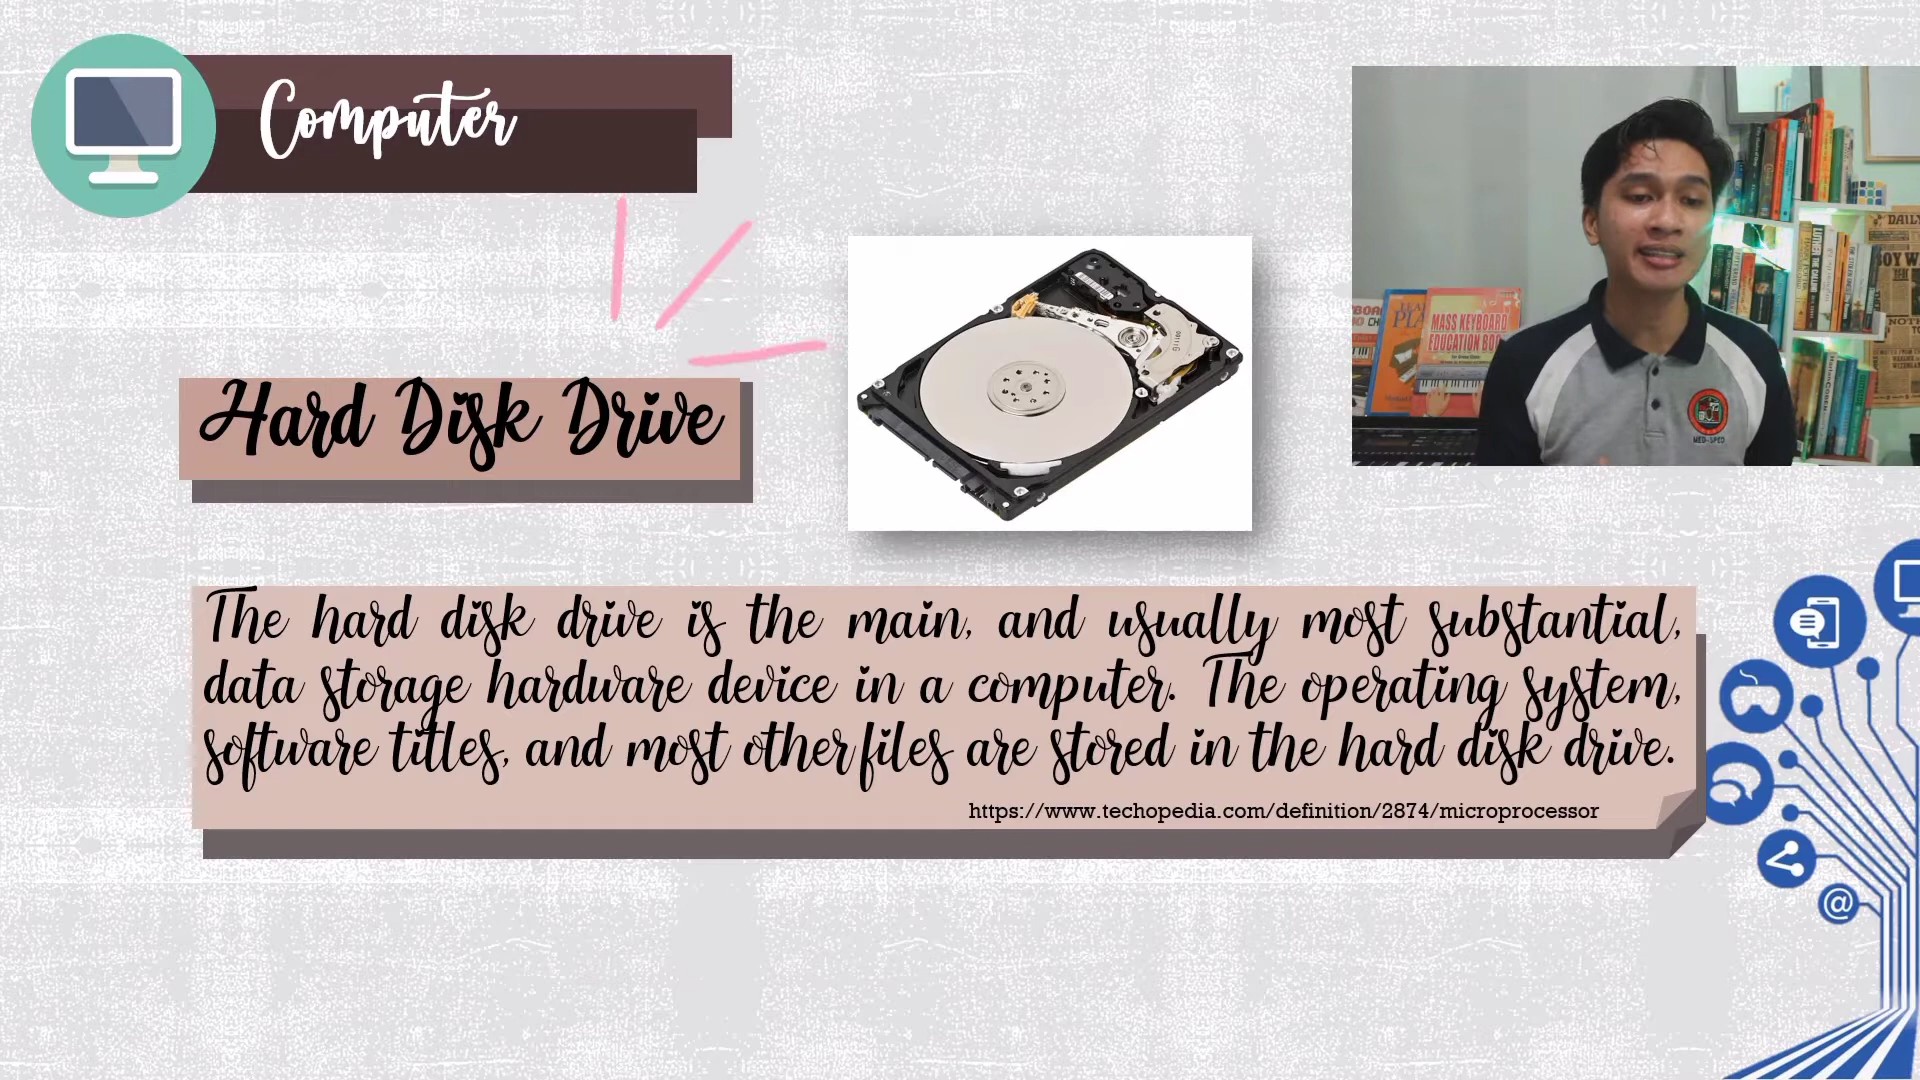 Computer
Hard Disk Drive
The hard disk drive is the main, and usually most substantial,
data storage hardware device in a computer. The operating system,
software titles, and most other files are stored in the hard disk drive.
https://www.techopedia.com/definition/2874/microprocessor
MASS KEYBOARD
EDUCATION
MED-SPED
@